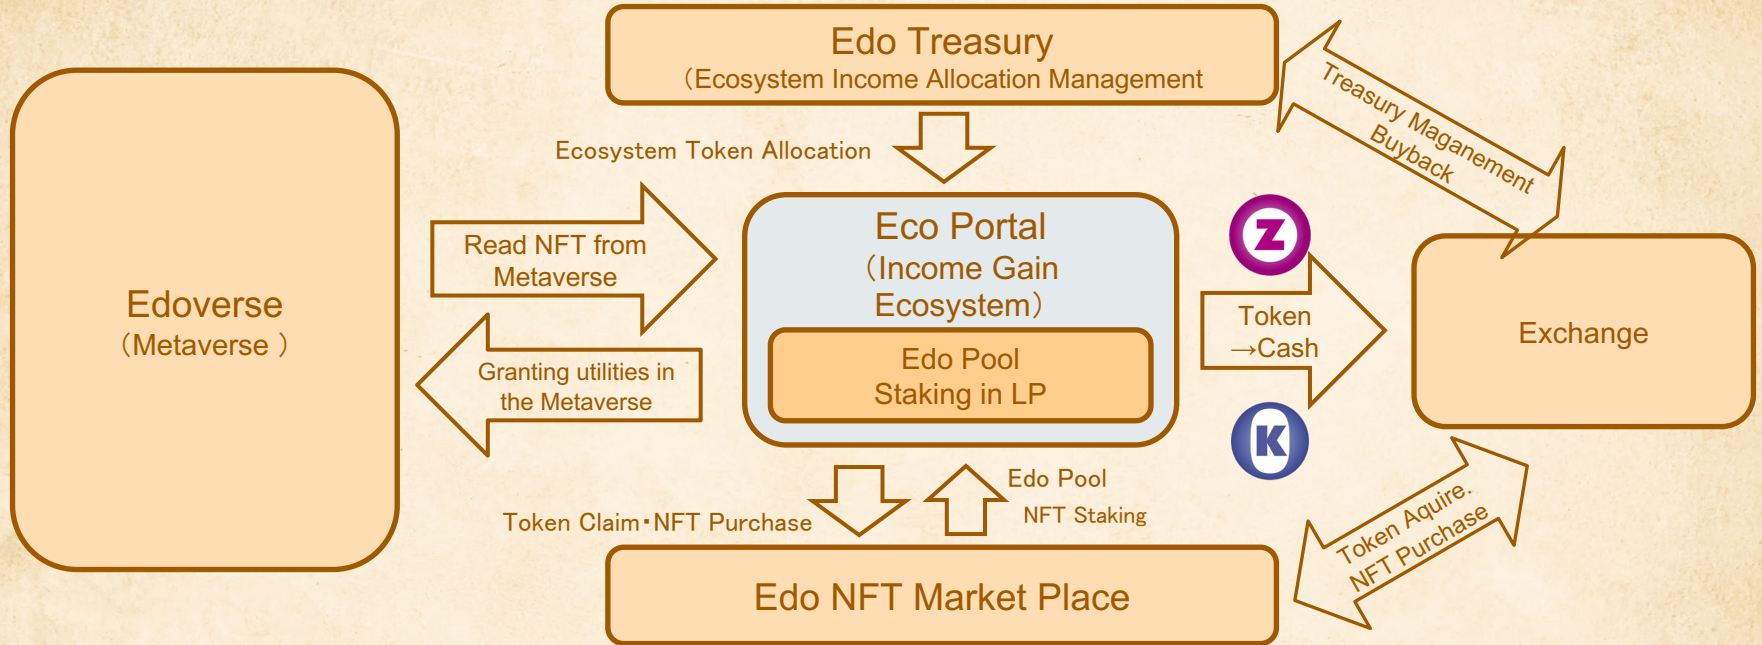 Edo Treasury
（Ecosystem Income Allocation Management
Treasury Maganement
Buyback
Ecosystem Token Allocation
Edoverse
（Metaverse ）
Read NFT from
Metaverse
Granting utilities in
the Metaverse
Eco Portal
（Income Gain
Ecosystem）
Edo Pool
Staking in LP
Z
Token
→Cash
K
Exchange
Token Claim・NFT Purchase
Edo Pool
NFT Staking
Token Aquire.
NFT Purchase
Edo NFT Market Place